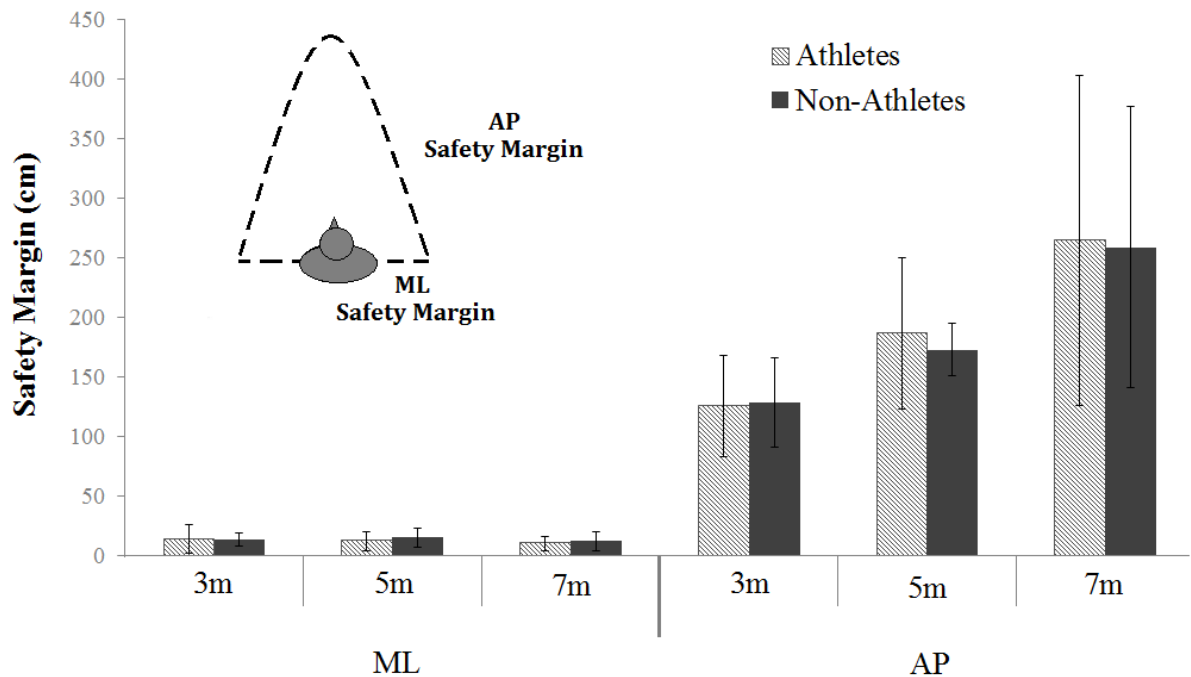 Safety Margin (cm)
450
400
350
300
250
200
150
100
50
0
AP
Safety Margin
ML
Safety Margin
Athletes
Non-Athletes
3m 5m 7m 3m 5m 7m
ML AP